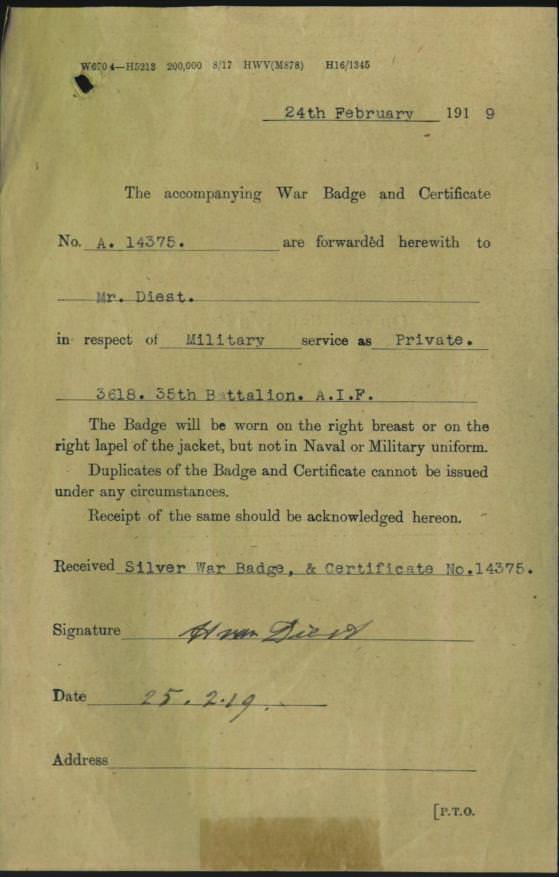 W6704—H5213 200,000 8/17 HWV(M878) H16/1345
24th February 1919
The accompanying War Badge and Certificate
No. A. 14375. are forwarded herewith to
Mr. Diest.
in respect of Military service as Private.
3618. 35th Battalion. A.I.F.
The Badge will be worn on the right breast or on the
right lapel of the jacket, but not in Naval or Military uniform.
Duplicates of the Badge and Certificate cannot be issued
under any circumstances.
Receipt of the same should be acknowledged hereon.
Received Silver War Badge, & Certificate No.14375.
Signature H van Diest
Date 25.2.19.
Address
[P.T.O.